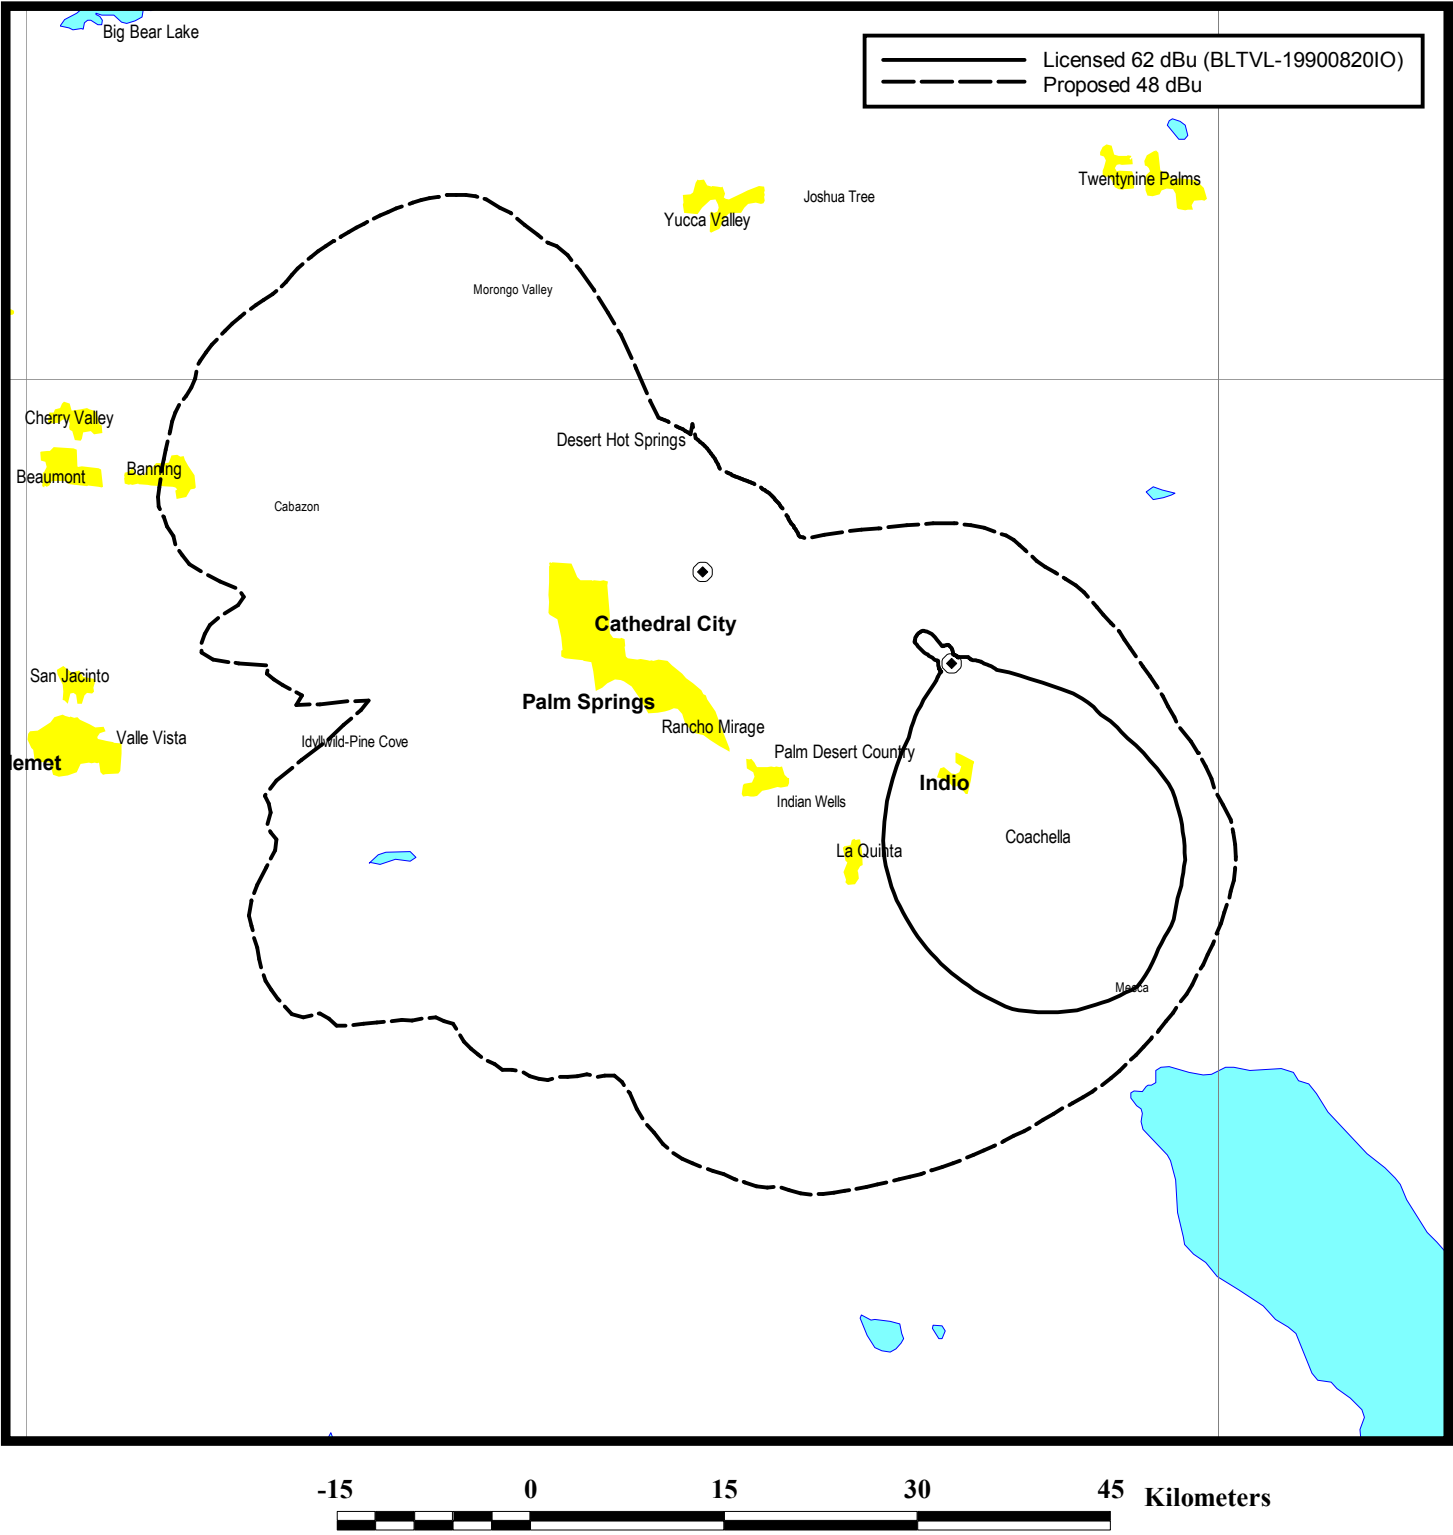 Big Bear Lake
Licensed 62 dBu (BLTVL-19900820IO)
Proposed 48 dBu
Twentynine Palms
Joshua Tree
Yucca Valley
Morongo Valley
Cherry Valley
Desert Hot Springs
Banning
Beaumont
Cabazon
Cathedral City
San Jacinto
Palm Springs
Rancho Mirage
Valle Vista
Idyllwild-Pine Cove
Palm Desert Country
lemet
Indio
Indian Wells
Coachella
La Quinta
Mecca
-15 0 15 30 45 Kilometers